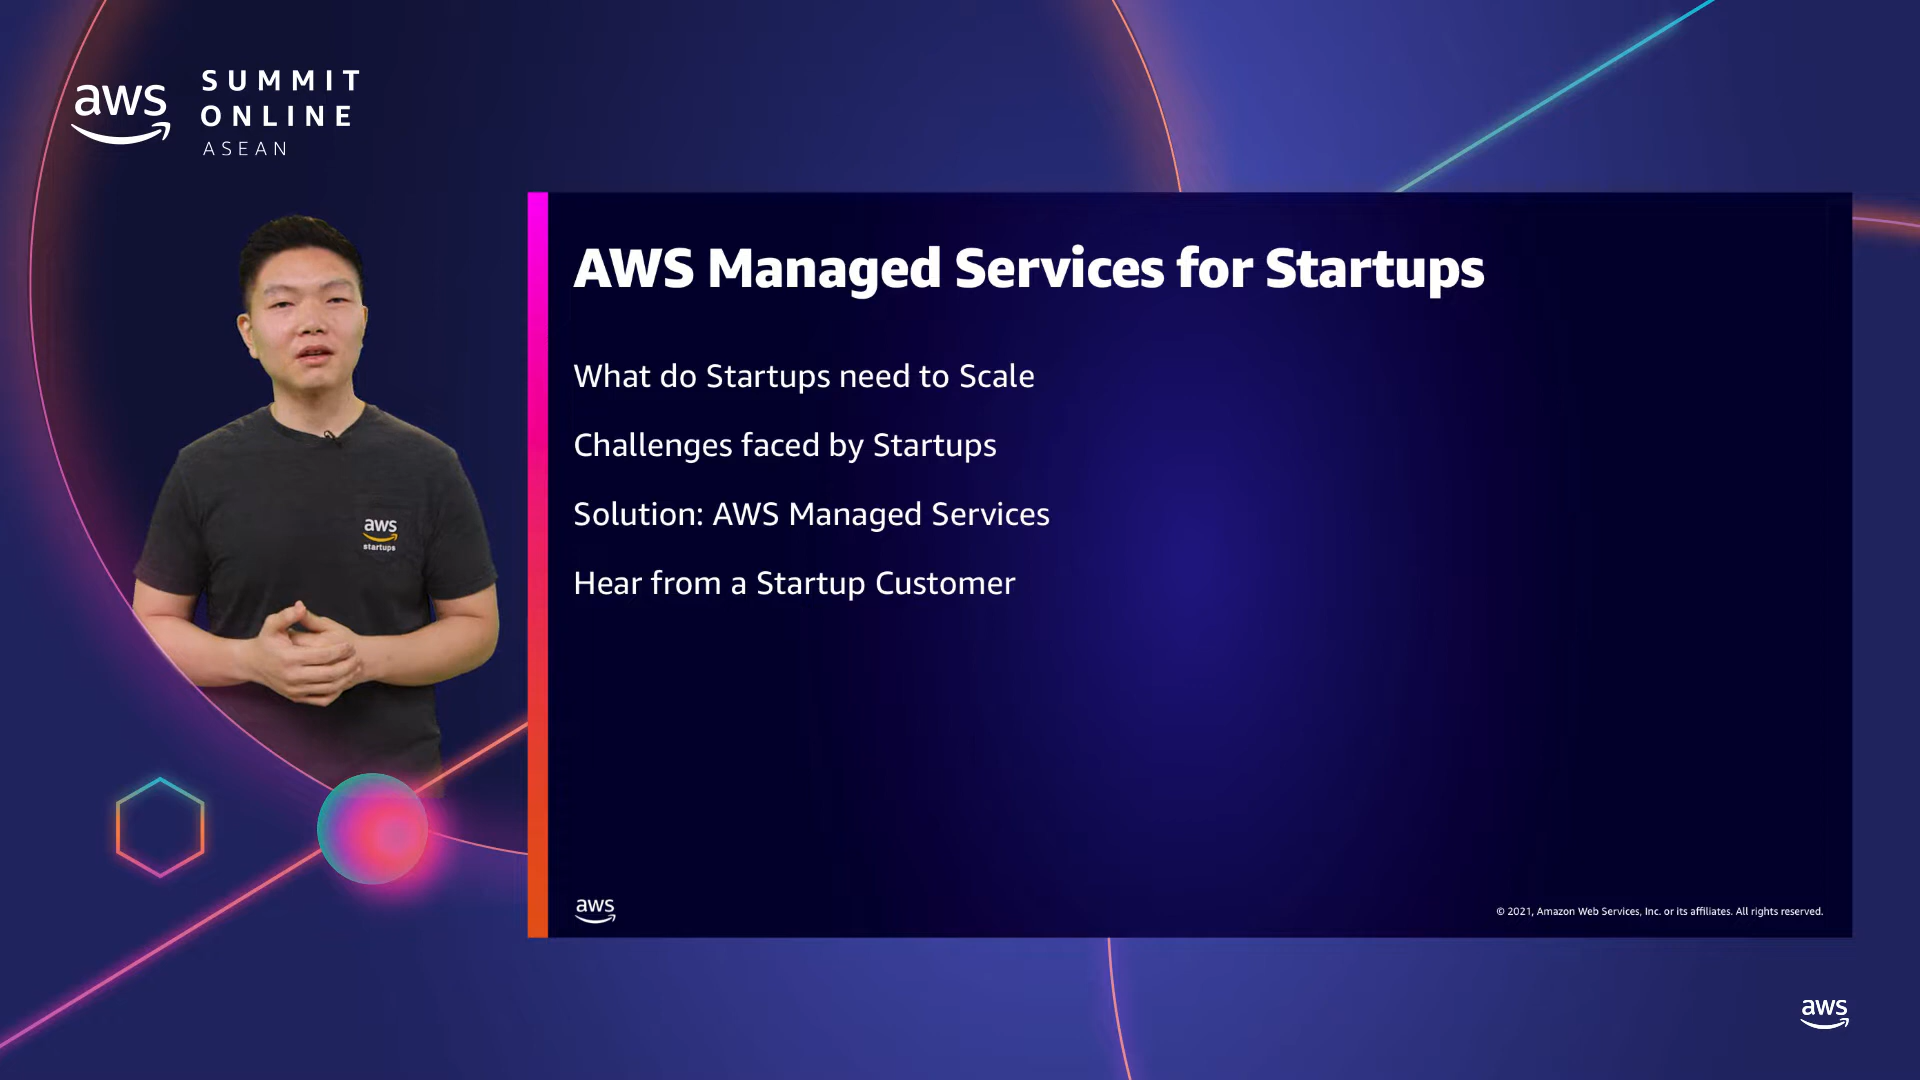 aws
SUMMIT
ONLINE
ASEAN
aws
startups
AWS Managed Services for Startups
What do Startups need to Scale
Challenges faced by Startups
Solution: AWS Managed Services
Hear from a Startup Customer
aws
© 2021, Amazon Web Services, Inc. or its affiliates. All rights reserved.
aws